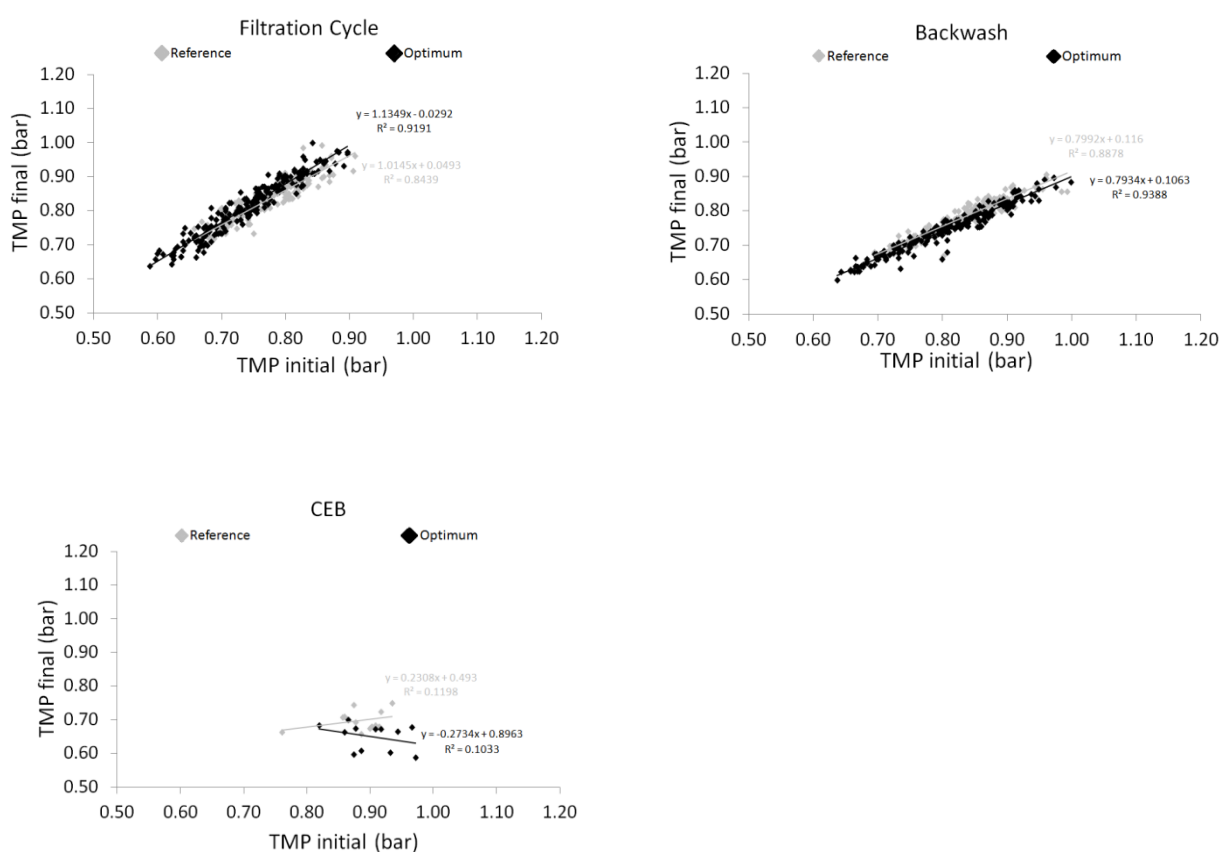 Filtration Cycle
Reference
Optimum
1.20
1.10
1.00
0.90
0.80
0.70
0.60
0.50
TMP final (bar)
y = 1.1349x - 0.0292
R² = 0.9191
y = 1.0145x + 0.0493
R² = 0.8439
0.50 0.60 0.70 0.80 0.90 1.00 1.10 1.20
TMP initial (bar)
Backwash
Reference
Optimum
1.20
1.10
1.00
0.90
0.80
0.70
0.60
0.50
TMP final (bar)
y = 0.7992x + 0.116
R² = 0.8878
y = 0.7934x + 0.1063
R² = 0.9388
0.50 0.60 0.70 0.80 0.90 1.00 1.10 1.20
TMP initial (bar)
CEB
Reference
Optimum
1.20
1.10
1.00
0.90
0.80
0.70
0.60
0.50
TMP final (bar)
y = 0.2308x + 0.493
R² = 0.1198
y = -0.2734x + 0.8963
R² = 0.1033
0.50 0.60 0.70 0.80 0.90 1.00 1.10 1.20
TMP initial (bar)